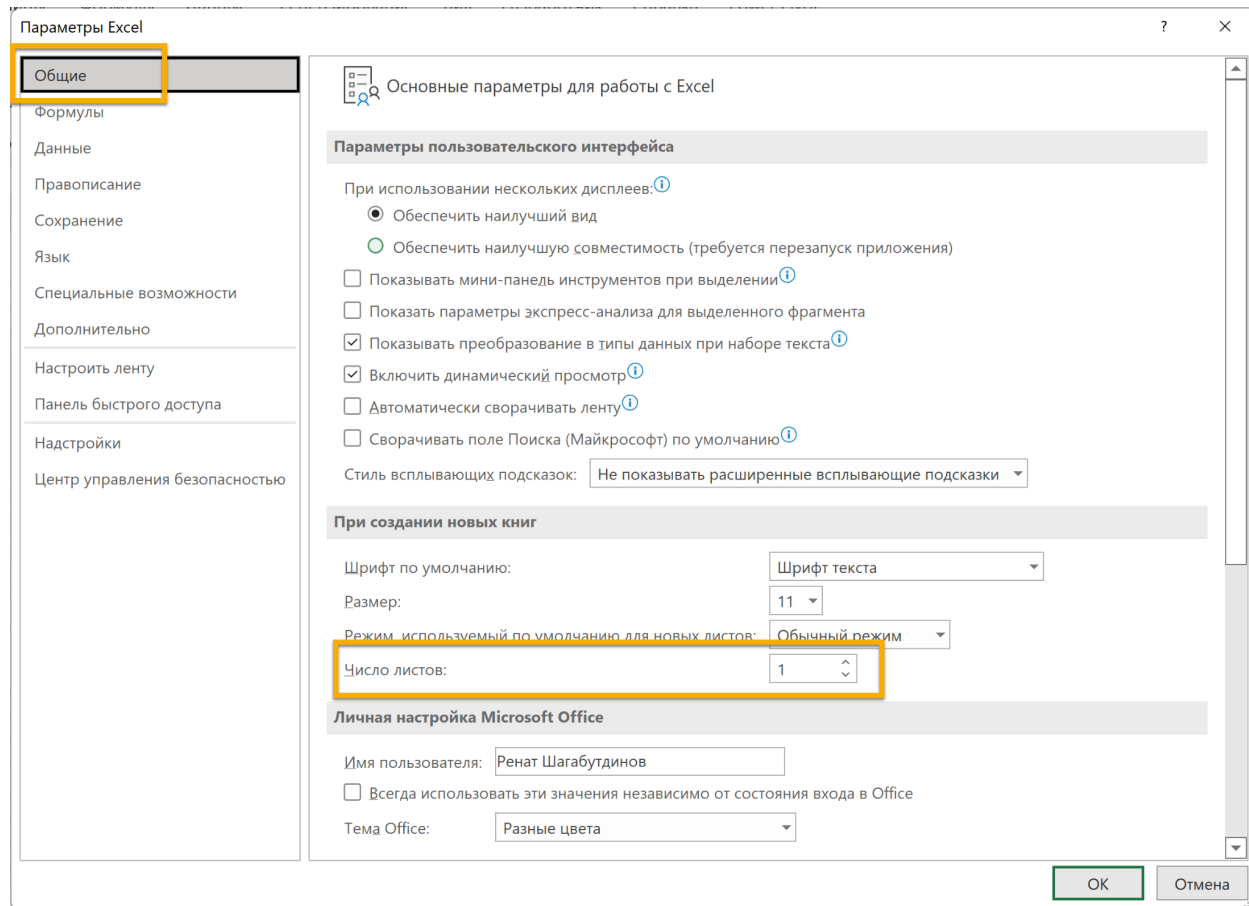 Параметры Excel
?
Общие
Формулы
Данные
Правописание
Сохранение
Язык
Специальные возможности
Дополнительно
Настроить ленту
Панель быстрого доступа
Надстройки
Центр управления безопасностью
Основные параметры для работы с Excel
Параметры пользовательского интерфейса
При использовании нескольких дисплеев:
Обеспечить наилучший вид
Обеспечить наилучшую совместимость (требуется перезапуск приложения)
Показывать мини-панель инструментов при выделении
Показать параметры экспресс-анализа для выделенного фрагмента
Показывать преобразование в типы данных при наборе текста
Включить динамический просмотр
Автоматически сворачивать ленту
Сворачивать поле Поиска (Майкрософт) по умолчанию
Стиль всплывающих подсказок: Не показывать расширенные всплывающие подсказки
При создании новых книг
Шрифт по умолчанию: Шрифт текста
Размер: 11
Режим, используемый по умолчанию для новых листов: Обычный режим
Число листов: 1
Личная настройка Microsoft Office
Имя пользователя: Ренат Шагабутдинов
Всегда использовать эти значения независимо от состояния входа в Office
Тема Office: Разные цвета
ОК Отмена